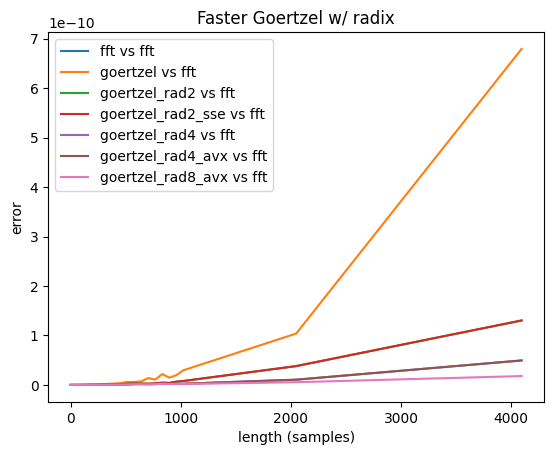 Faster Goertzel w/ radix
1e−10
7
6
5
4
3
2
1
0
error
fft vs fft
goertzel vs fft
goertzel_rad2 vs fft
goertzel_rad2_sse vs fft
goertzel_rad4 vs fft
goertzel_rad4_avx vs fft
goertzel_rad8_avx vs fft
0 1000 2000 3000 4000
length (samples)